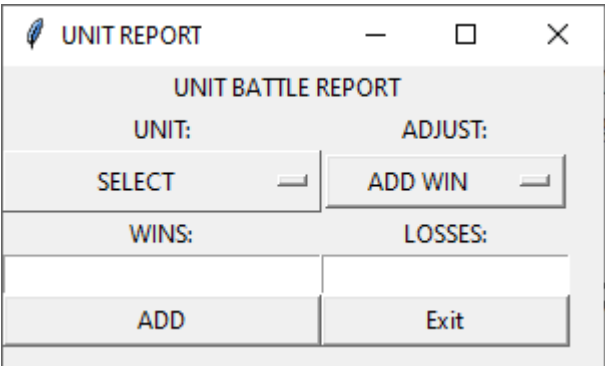 UNIT REPORT
UNIT BATTLE REPORT
UNIT: ADJUST:
SELECT ADD WIN
WINS: LOSSES:
ADD Exit